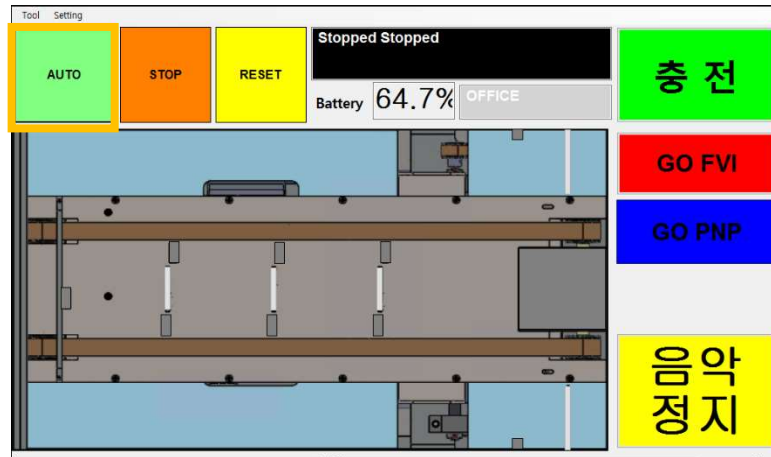 Tool Setting
AUTO
STOP
RESET
Stopped Stopped
Battery 64.7% OFFICE
충 전
GO FVI
GO PNP
음악
정지